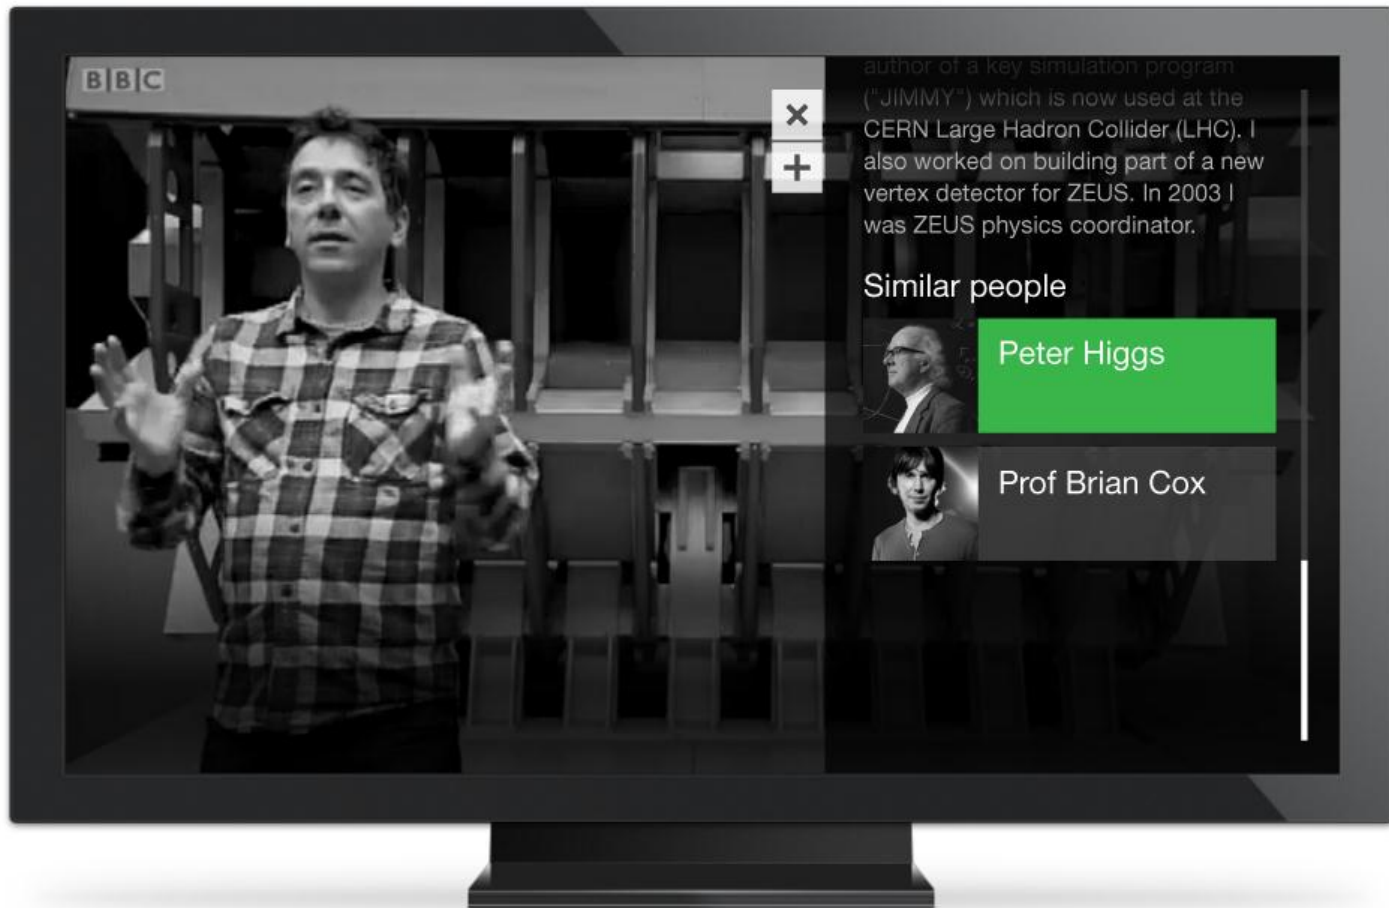 BBC
author of a key simulation program
("JIMMY") which is now used at the
CERN Large Hadron Collider (LHC). I
also worked on building part of a new
vertex detector for ZEUS. In 2003 I
was ZEUS physics coordinator.
Similar people
Peter Higgs
Prof Brian Cox